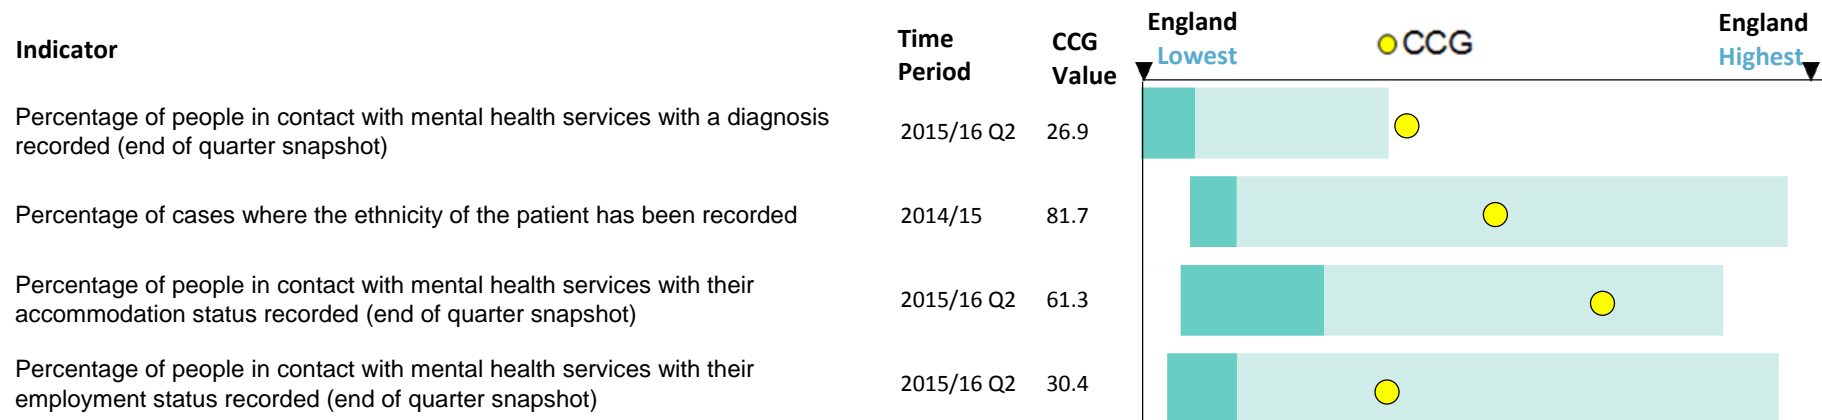 Indicator
Time Period
CCG Value
England Lowest
CCG
England Highest
Percentage of people in contact with mental health services with a diagnosis
recorded (end of quarter snapshot)
2015/16 Q2
26.9
Percentage of cases where the ethnicity of the patient has been recorded
2014/15
81.7
Percentage of people in contact with mental health services with their
accommodation status recorded (end of quarter snapshot)
2015/16 Q2
61.3
Percentage of people in contact with mental health services with their
employment status recorded (end of quarter snapshot)
2015/16 Q2
30.4